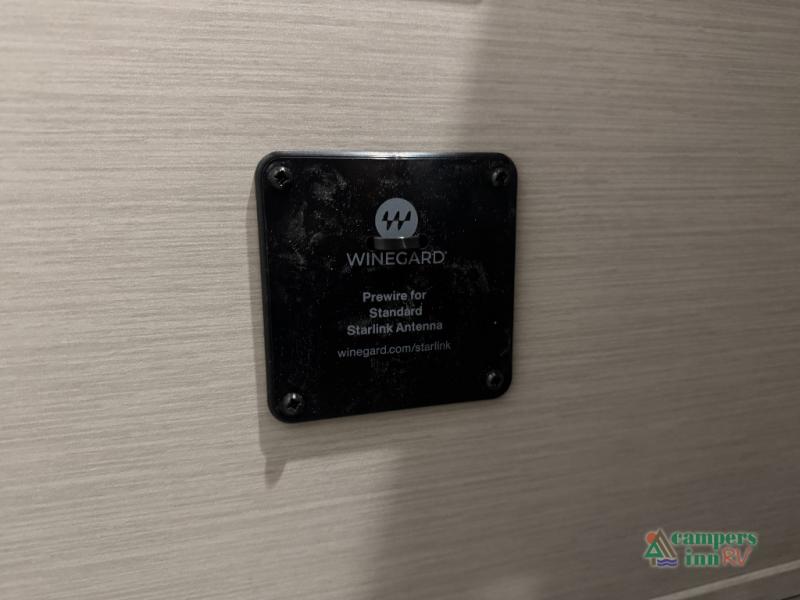 WINEGARD
Prewire for
Standard
Starlink Antenna
winegard.com/starlink
campers
inn RV